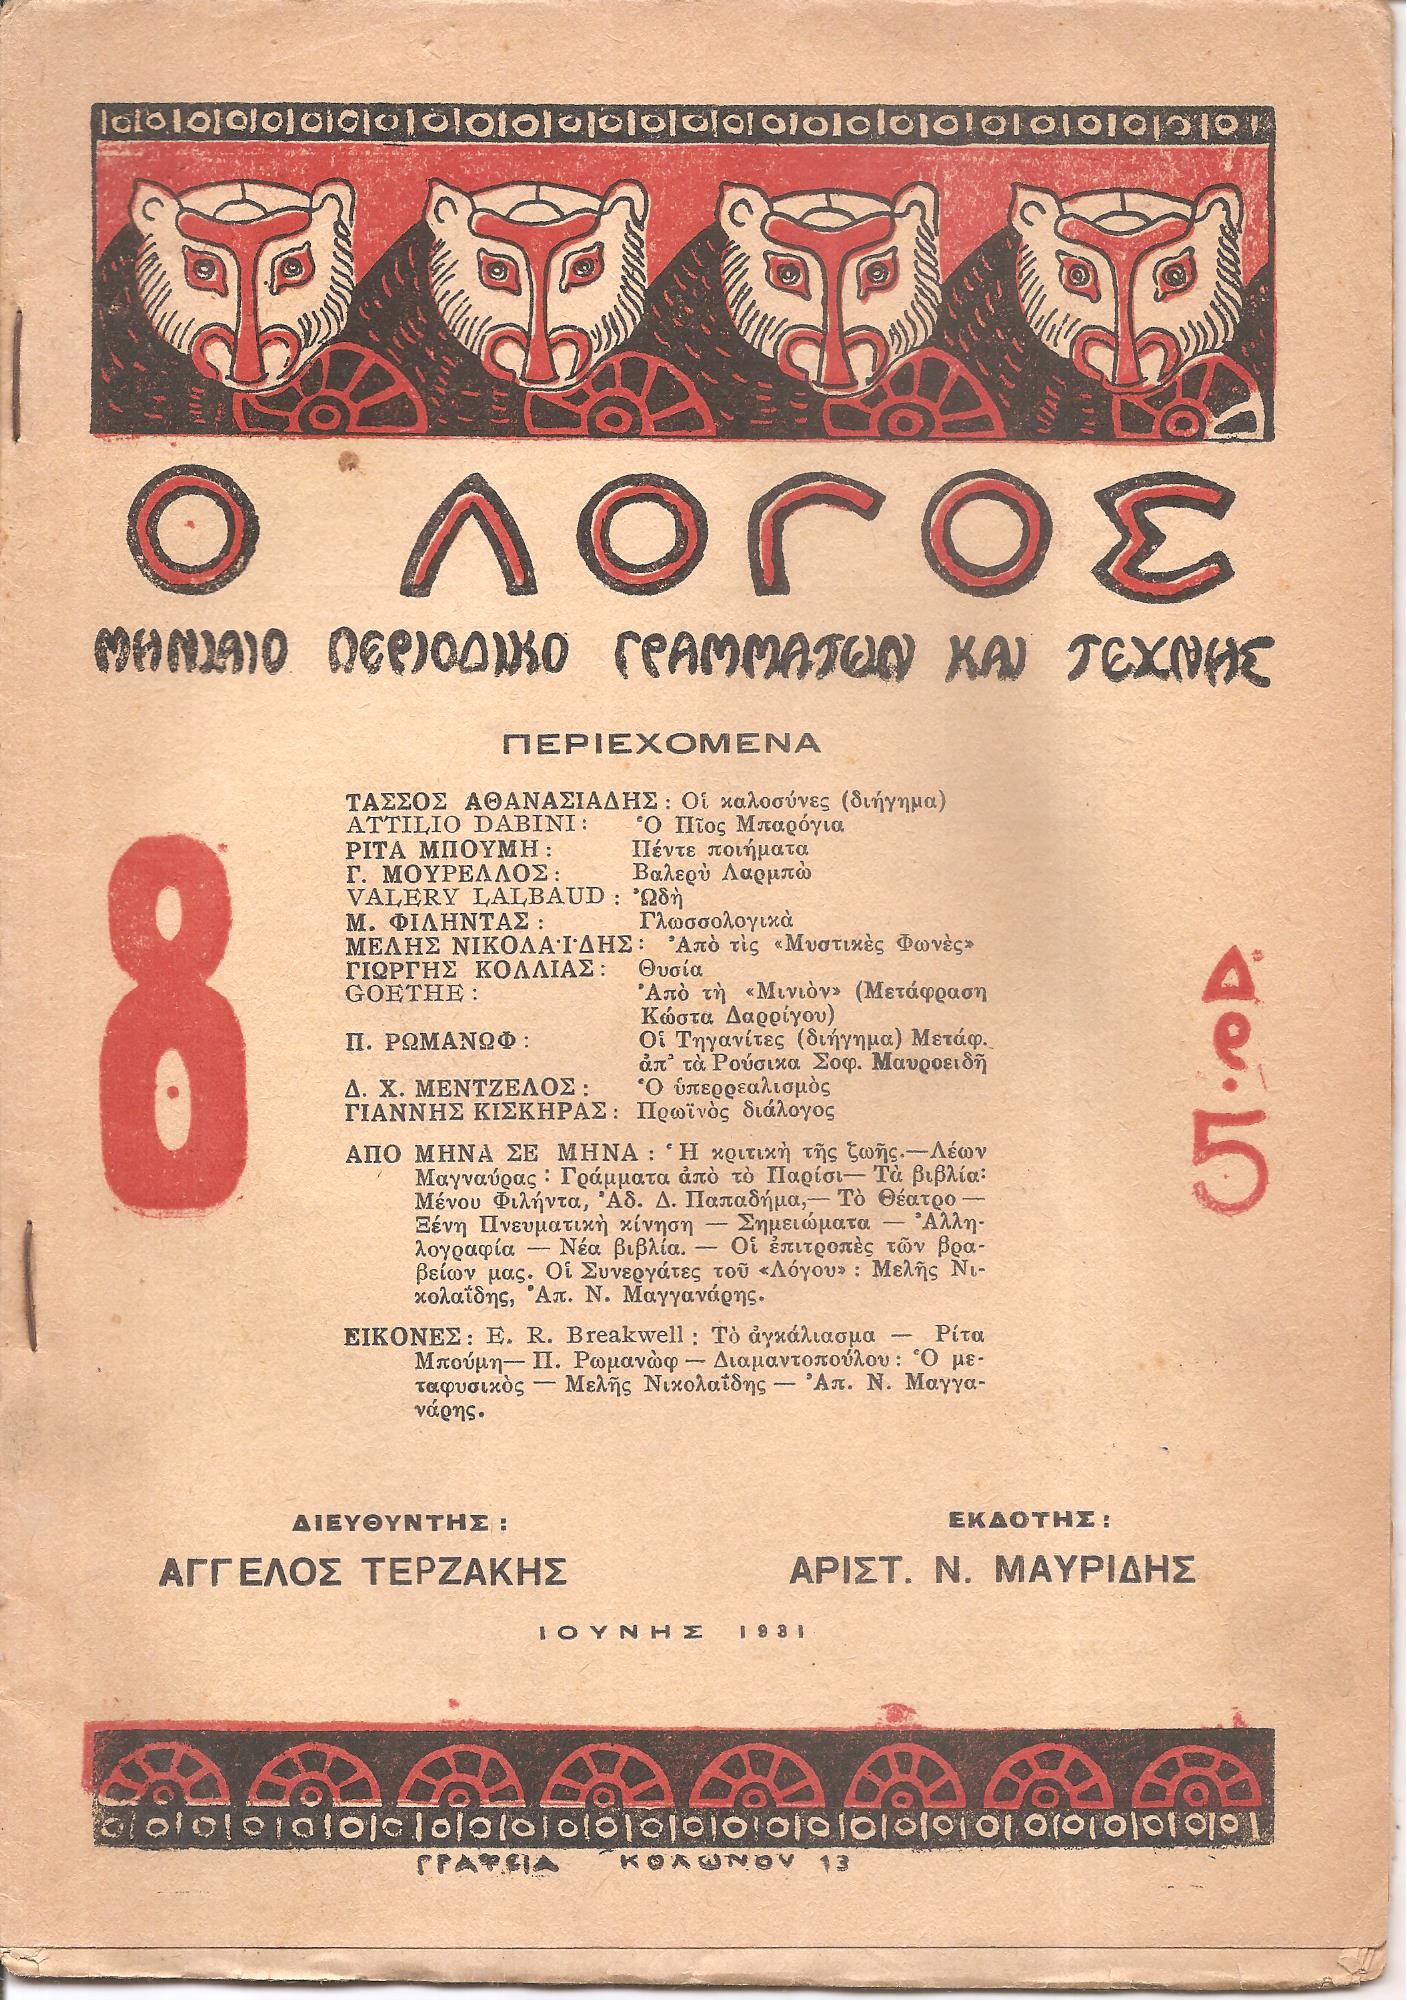 Ο ΛΟΓΟΣ
ΜΗΝΙΑΙΟ ΠΕΡΙΟΔΙΚΟ ΓΡΑΜΜΑΤΩΝ ΚΑΙ ΤΕΧΝΗΣ
ΠΕΡΙΕΧΟΜΕΝΑ
ΤΑΣΣΟΣ ΑΘΑΝΑΣΙΑΔΗΣ: Οἱ καλοσύνες (διήγημα)
ATTILIO DABINI: Ὁ Πῖος Μπαρόγια
ΡΙΤΑ ΜΠΟΥΜΗ: Πέντε ποιήματα
Γ. ΜΟΥΡΕΛΛΟΣ: Βαλερὺ Λαρμπὼ
VALERY LALBAUD: Ὠδὴ
Μ. ΦΙΛΗΝΤΑΣ: Γλωσσολογικὰ
ΜΕΛΗΣ ΝΙΚΟΛΑ·Ι·ΔΗΣ: Ἀπὸ τὶς «Μυστικὲς Φωνὲς»
ΓΙΩΡΓΗΣ ΚΟΛΛΙΑΣ: Θυσία
GOETHE: Ἀπὸ τὴ «Μινιὸν» (Μετάφραση
Κώστα Δαρρίγου)
Π. ΡΩΜΑΝΩΦ: Οἱ Τηγανίτες (διήγημα) Μετάφ.
ἀπ' τὰ Ρούσικα Σοφ. Μαυροειδῆ
Δ. Χ. ΜΕΝΤΖΕΛΟΣ: Ὁ ὑπερρεαλισμὸς
ΓΙΑΝΝΗΣ ΚΙΣΚΗΡΑΣ: Πρωϊνὸς διάλογος
8
Δρ. 5
ΑΠΟ ΜΗΝΑ ΣΕ ΜΗΝΑ: Ἡ κριτικὴ τῆς ζωῆς.—Λέων
Μαγναύρας: Γράμματα ἀπὸ τὸ Παρίσι— Τὰ βιβλία:
Μένου Φιλήντα, Ἀδ. Δ. Παπαδήμα,— Τὸ Θέατρο —
Ξένη Πνευματικὴ κίνηση — Σημειώματα — Ἀλλη-
λογραφία — Νέα βιβλία. — Οἱ ἐπιτροπὲς τῶν βρα-
βείων μας. Οἱ Συνεργάτες τοῦ «Λόγου»: Μελῆς Νι-
κολαΐδης, Ἀπ. Ν. Μαγγανάρης.
ΕΙΚΟΝΕΣ: E. R. Breakwell: Τὸ ἀγκάλιασμα — Ρίτα
Μπούμη— Π. Ρωμανὼφ — Διαμαντοπούλου: Ὁ με-
ταφυσικὸς — Μελῆς Νικολαΐδης — Ἀπ. Ν. Μαγγα-
νάρης.
ΔΙΕΥΘΥΝΤΗΣ:
ΑΓΓΕΛΟΣ ΤΕΡΖΑΚΗΣ
ΕΚΔΟΤΗΣ:
ΑΡΙΣΤ. Ν. ΜΑΥΡΙΔΗΣ
ΙΟΥΝΗΣ 1931
ΓΡΑΦΕΙΑ ΚΟΛΩΝΟΥ 13